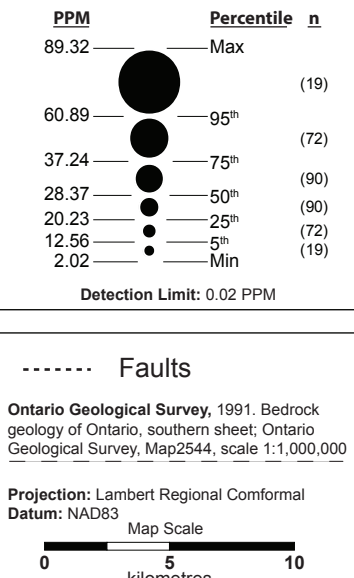 PPM Percentile n
89.32 Max
(19)
60.89 95th
(72)
37.24 75th
(90)
28.37 50th
(90)
20.23 25th
(72)
12.56 5th
(19)
2.02 Min
Detection Limit: 0.02 PPM
Faults
Ontario Geological Survey, 1991. Bedrock
geology of Ontario, southern sheet; Ontario
Geological Survey, Map2544, scale 1:1,000,000
Projection: Lambert Regional Comformal
Datum: NAD83
Map Scale
0 5 10
kilometres